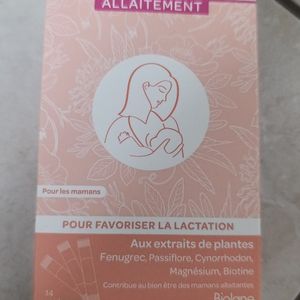 ALLAITEMENT
Pour les mamans
POUR FAVORISER LA LACTATION
Aux extraits de plantes
Fenugrec, Passiflore, Cynorrhodon,
Magnésium, Biotine
Contribue au bien être des mamans allaitantes
14
Biolane